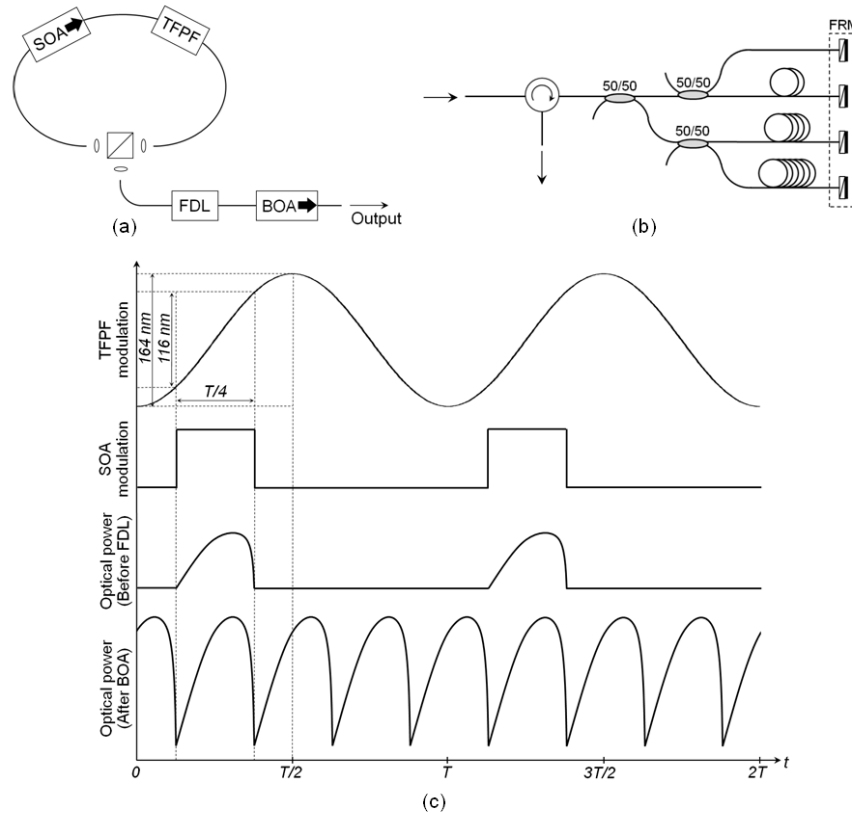 SOA
TFPF
FDL
BOA
Output
(a)
FRM
50/50
50/50
50/50
(b)
TFPF
modulation
164 nm
116 nm
T/4
SOA
modulation
Optical power
(Before FDL)
Optical power
(After BOA)
0
T/2
T
3T/2
2T
t
(c)